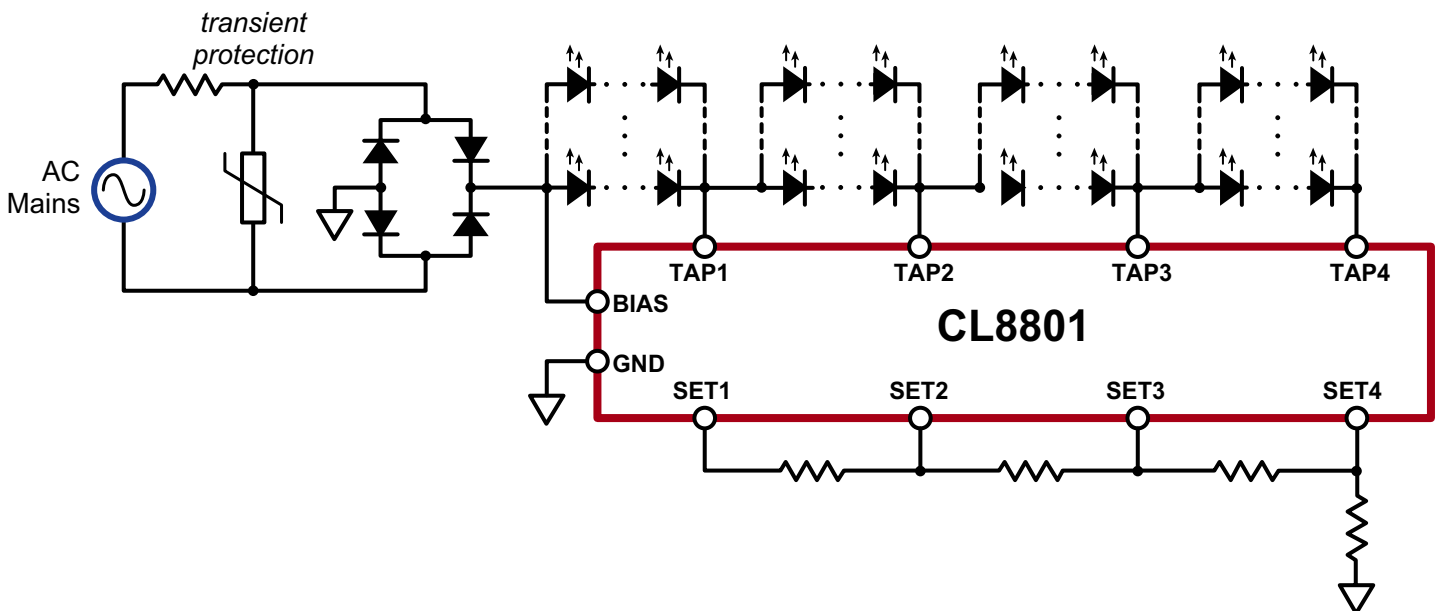 transient
protection
AC
Mains
TAP1 TAP2 TAP3 TAP4
BIAS
CL8801
GND
SET1 SET2 SET3 SET4